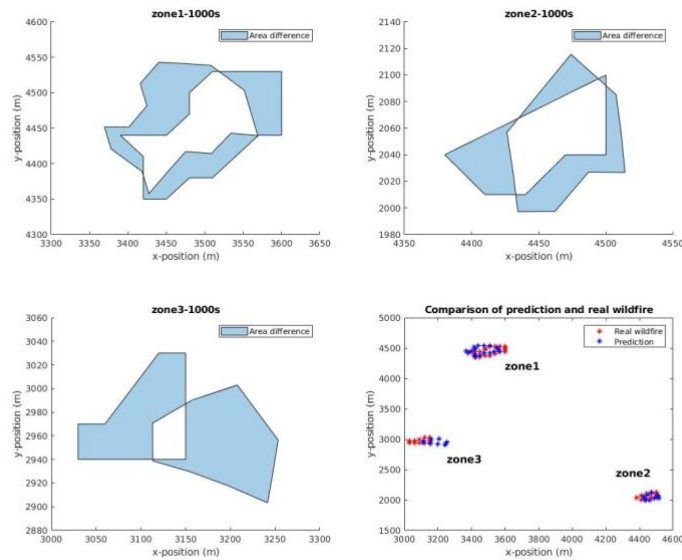 zone1-1000s
Area difference
4600
4550
4500
4450
4400
4350
4300
y-position (m)
3300 3350 3400 3450 3500 3550 3600 3650
x-position (m)
zone2-1000s
Area difference
2140
2120
2100
2080
2060
2040
2020
2000
1980
y-position (m)
4350 4400 4450 4500 4550
x-position (m)
zone3-1000s
Area difference
3060
3040
3020
3000
2980
2960
2940
2920
2900
2880
y-position (m)
3000 3050 3100 3150 3200 3250 3300
x-position (m)
Comparison of prediction and real wildfire
Real wildfire
Prediction
5000
4500
4000
3500
3000
2500
2000
1500
y-position (m)
zone1
zone3
zone2
3000 3200 3400 3600 3800 4000 4200 4400 4600
x-position (m)